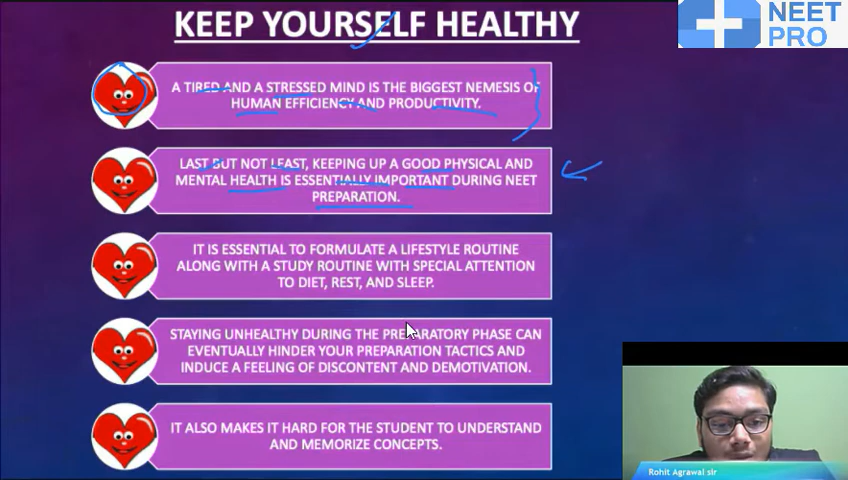 KEEP YOURSELF HEALTHY
NEET
PRO
A TIRED AND A STRESSED MIND IS THE BIGGEST NEMESIS OF
HUMAN EFFICIENCY AND PRODUCTIVITY.
LAST BUT NOT LEAST, KEEPING UP A GOOD PHYSICAL AND
MENTAL HEALTH IS ESSENTIALLY IMPORTANT DURING NEET
PREPARATION.
IT IS ESSENTIAL TO FORMULATE A LIFESTYLE ROUTINE
ALONG WITH A STUDY ROUTINE WITH SPECIAL ATTENTION
TO DIET, REST, AND SLEEP.
STAYING UNHEALTHY DURING THE PREPARATORY PHASE CAN
EVENTUALLY HINDER YOUR PREPARATION TACTICS AND
INDUCE A FEELING OF DISCONTENT AND DEMOTIVATION.
IT ALSO MAKES IT HARD FOR THE STUDENT TO UNDERSTAND
AND MEMORIZE CONCEPTS.
Rohit Agrawal sir